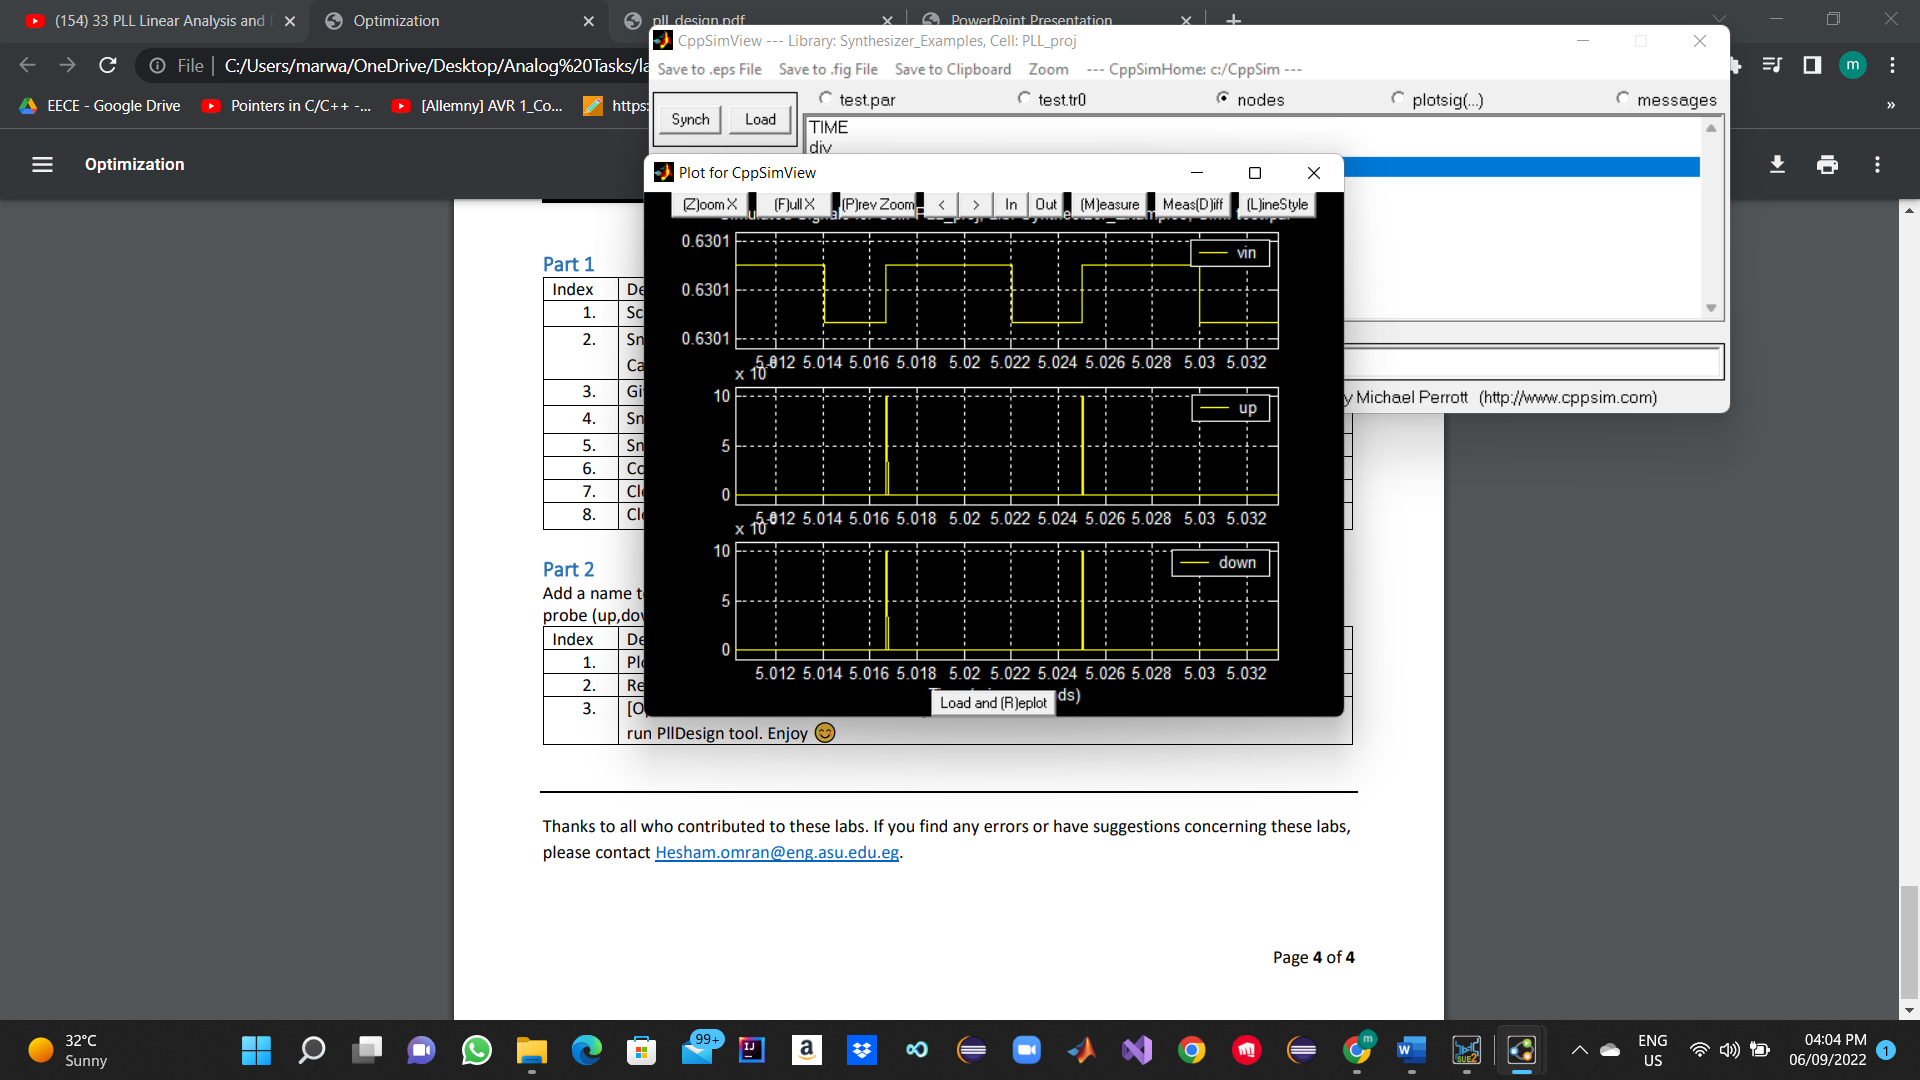 (154) 33 PLL Linear Analysis and
Optimization
pll_design.pdf
PowerPoint Presentation
File
C:/Users/marwa/OneDrive/Desktop/Analog%20Tasks/la
m
EECE - Google Drive
Pointers in C/C++ -...
[Allemny] AVR 1_Co...
https:
»
Optimization
CppSimView --- Library: Synthesizer_Examples, Cell: PLL_proj
Save to .eps File Save to .fig File Save to Clipboard Zoom --- CppSimHome: c:/CppSim ---
Synch Load
test.par test.tr0 nodes plotsig(...) messages
TIME
div
y Michael Perrott (http://www.cppsim.com)
Plot for CppSimView
(Z)oom X (F)ull X (P)rev Zoom < > In Out (M)easure Meas(D)iff (L)ineStyle
0.6301
0.6301
0.6301
vin
5.012 5.014 5.016 5.018 5.02 5.022 5.024 5.026 5.028 5.03 5.032
10
5
0
up
5.012 5.014 5.016 5.018 5.02 5.022 5.024 5.026 5.028 5.03 5.032
10
5
0
down
5.012 5.014 5.016 5.018 5.02 5.022 5.024 5.026 5.028 5.03 5.032
ds)
Load and (R)eplot
Part 1
Index De
1. Sc
2. Sn
Ca
3. Gi
4. Sn
5. Sn
6. Co
7. Cl
8. Cl
Part 2
Add a name t
probe (up,do
Index De
1. Pl
2. Re
3. [O
run PllDesign tool. Enjoy 😊
Thanks to all who contributed to these labs. If you find any errors or have suggestions concerning these labs,
please contact Hesham.omran@eng.asu.edu.eg.
Page 4 of 4
32°C
Sunny
99+
ENG
US
04:04 PM
06/09/2022
1